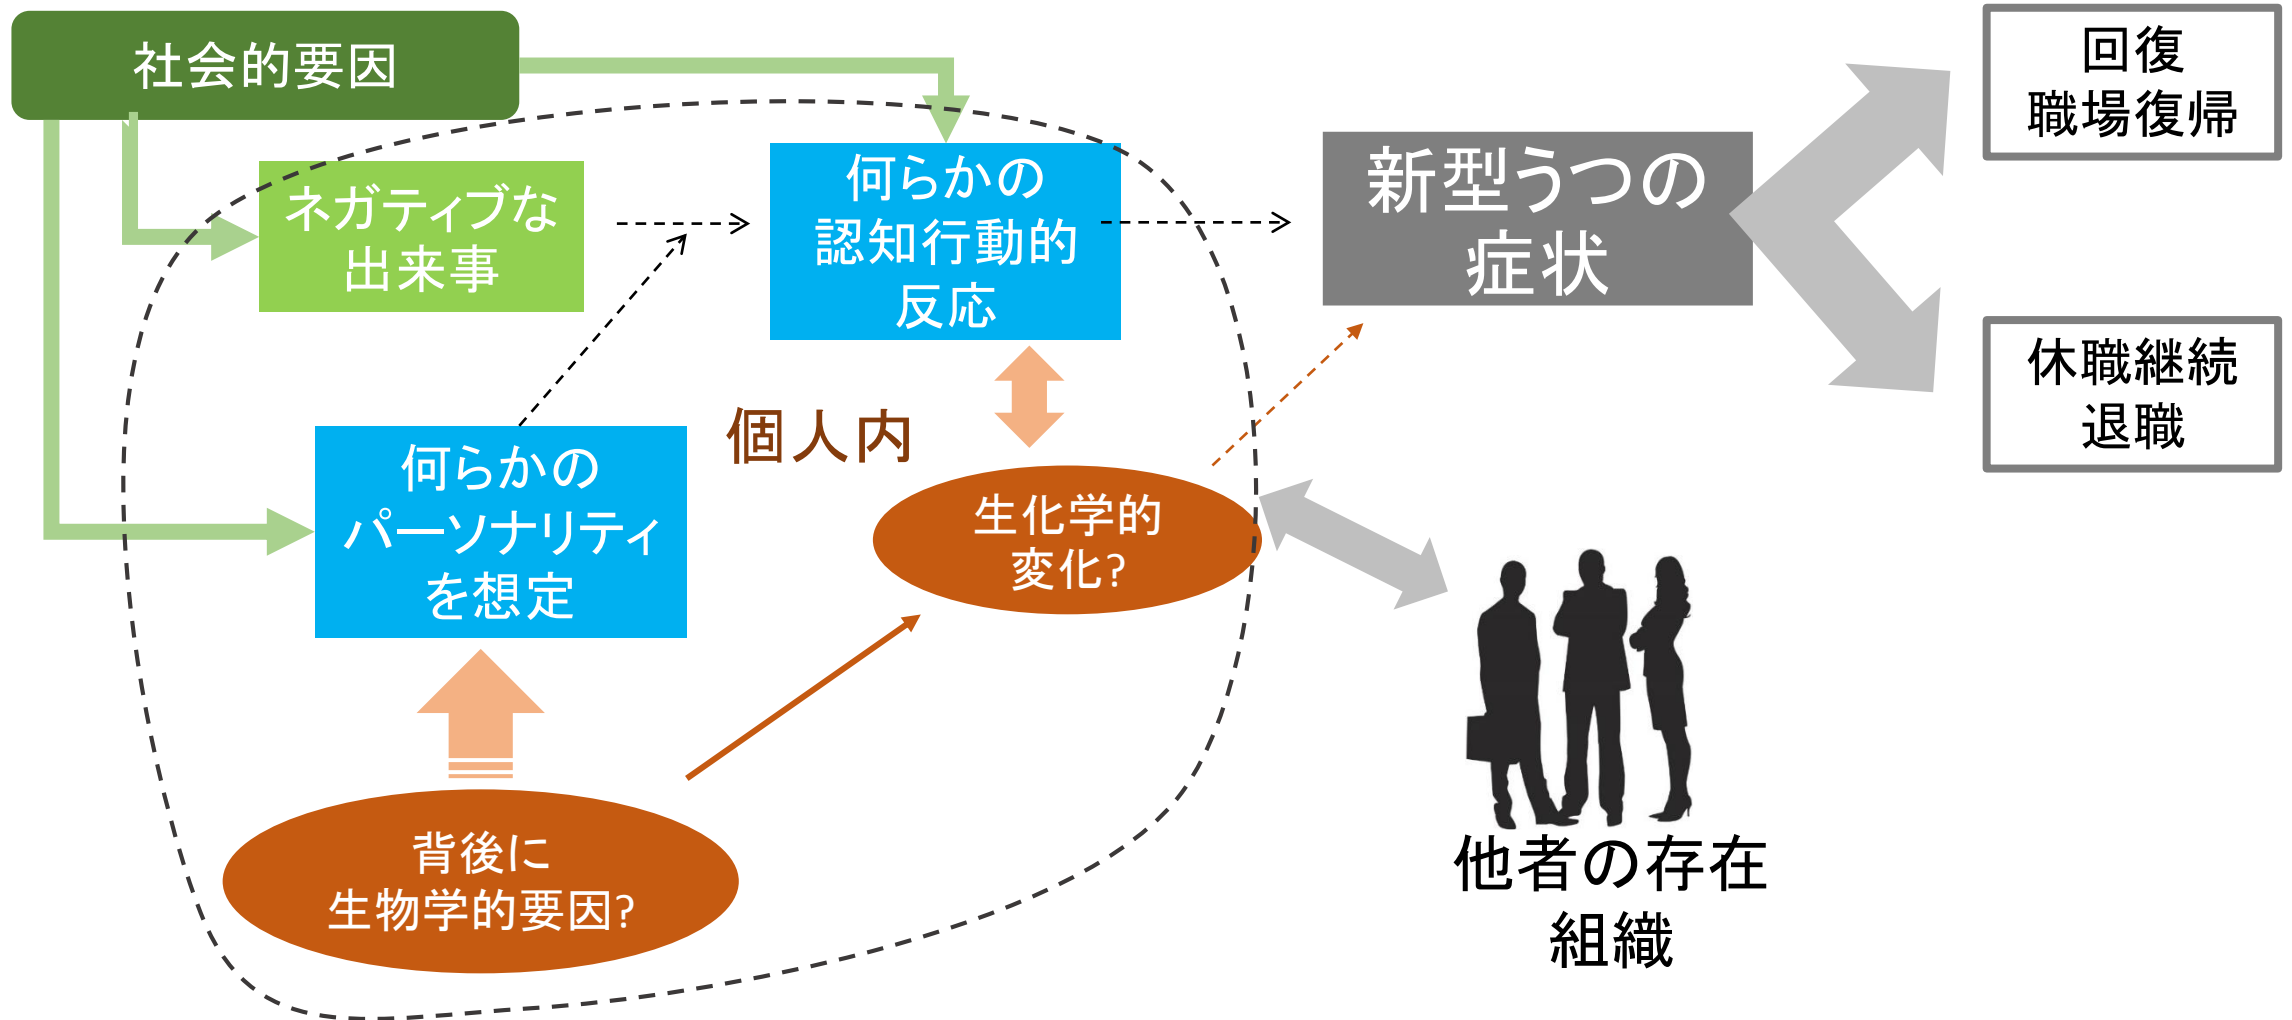 社会的要因
ネガティブな
出来事
何らかの
認知行動的
反応
新型うつの
症状
回復
職場復帰
休職継続
退職
個人内
何らかの
パーソナリティ
を想定
生化学的
変化?
背後に
生物学的要因?
他者の存在
組織